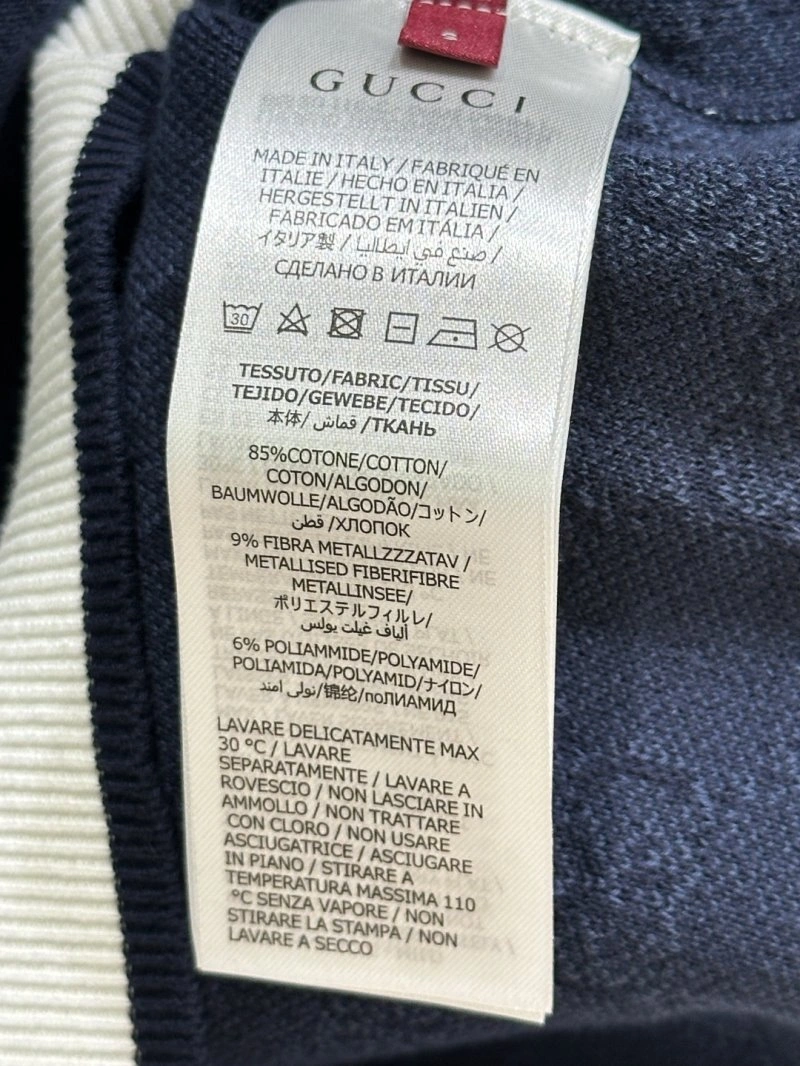 GUCCI
MADE IN ITALY / FABRIQUÉ EN
ITALIE / HECHO EN ITALIA /
HERGESTELLT IN ITALIEN /
FABRICADO EM ITÁLIA /
イタリア製 / صنع في ايطاليا /
СДЕЛАНО В ИТАЛИИ
30
TESSUTO/FABRIC/TISSU/
TEJIDO/GEWEBE/TECIDO/
本体/ قماش /ТКАНЬ
85%COTONE/COTTON/
COTON/ALGODON/
BAUMWOLLE/ALGODÃO/コットン/
قطن /ХЛОПОК
9% FIBRA METALLZZZATAV /
METALLISED FIBERIFIBRE
METALLINSEE/
ポリエステルフィルレ/
ألياف غيلت يولس
6% POLIAMMIDE/POLYAMIDE/
POLIAMIDA/POLYAMID/ナイロン/
نولى امند/锦纶/поЛИАМИД
LAVARE DELICATAMENTE MAX
30 °C / LAVARE
SEPARATAMENTE / LAVARE A
ROVESCIO / NON LASCIARE IN
AMMOLLO / NON TRATTARE
CON CLORO / NON USARE
ASCIUGATRICE / ASCIUGARE
IN PIANO / STIRARE A
TEMPERATURA MASSIMA 110
°C SENZA VAPORE / NON
STIRARE LA STAMPA / NON
LAVARE A SECCO